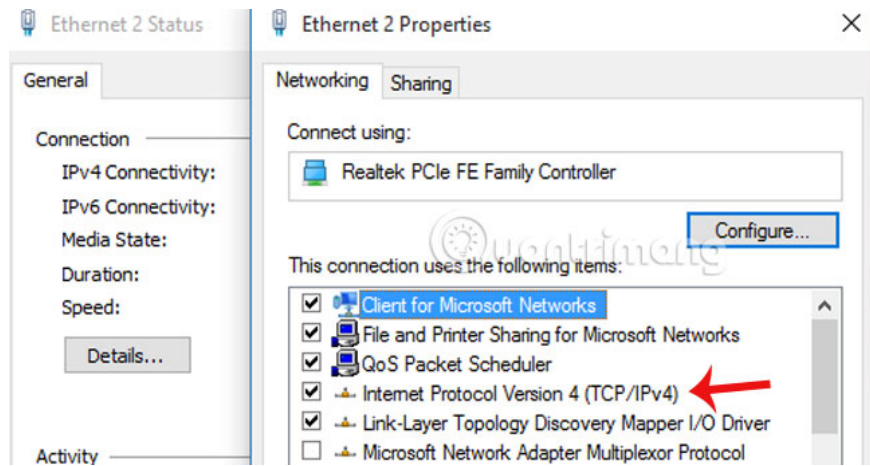 Ethernet 2 Status
General
Connection
IPv4 Connectivity:
IPv6 Connectivity:
Media State:
Duration:
Speed:
Details...
Activity
Ethernet 2 Properties
Networking
Sharing
Connect using:
Realtek PCIe FE Family Controller
Configure...
Quantrimang
This connection uses the following items:
Client for Microsoft Networks
File and Printer Sharing for Microsoft Networks
QoS Packet Scheduler
Internet Protocol Version 4 (TCP/IPv4)
Link-Layer Topology Discovery Mapper I/O Driver
Microsoft Network Adapter Multiplexor Protocol